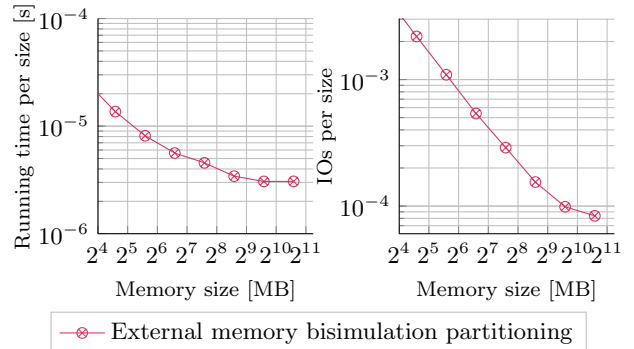 Running time per size [s]
10^-4
10^-5
10^-6
2^4 2^5 2^6 2^7 2^8 2^9 2^10 2^11
Memory size [MB]
IOs per size
10^-3
10^-4
2^4 2^5 2^6 2^7 2^8 2^9 2^10 2^11
Memory size [MB]
External memory bisimulation partitioning